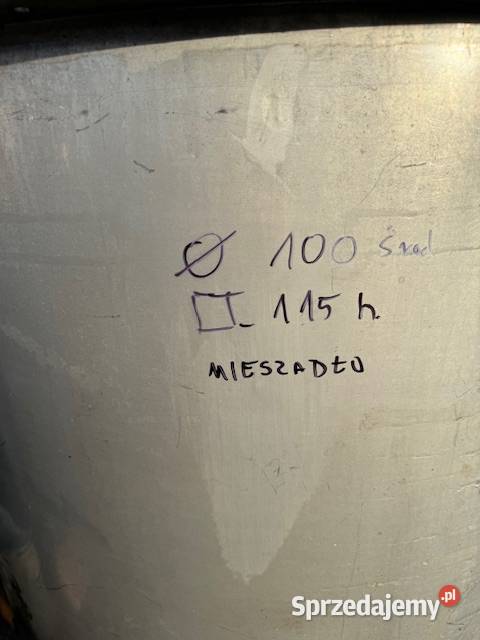 Ø 100 śred
□ - 115 h.
MIESZADŁO
Sprzedajemy.pl